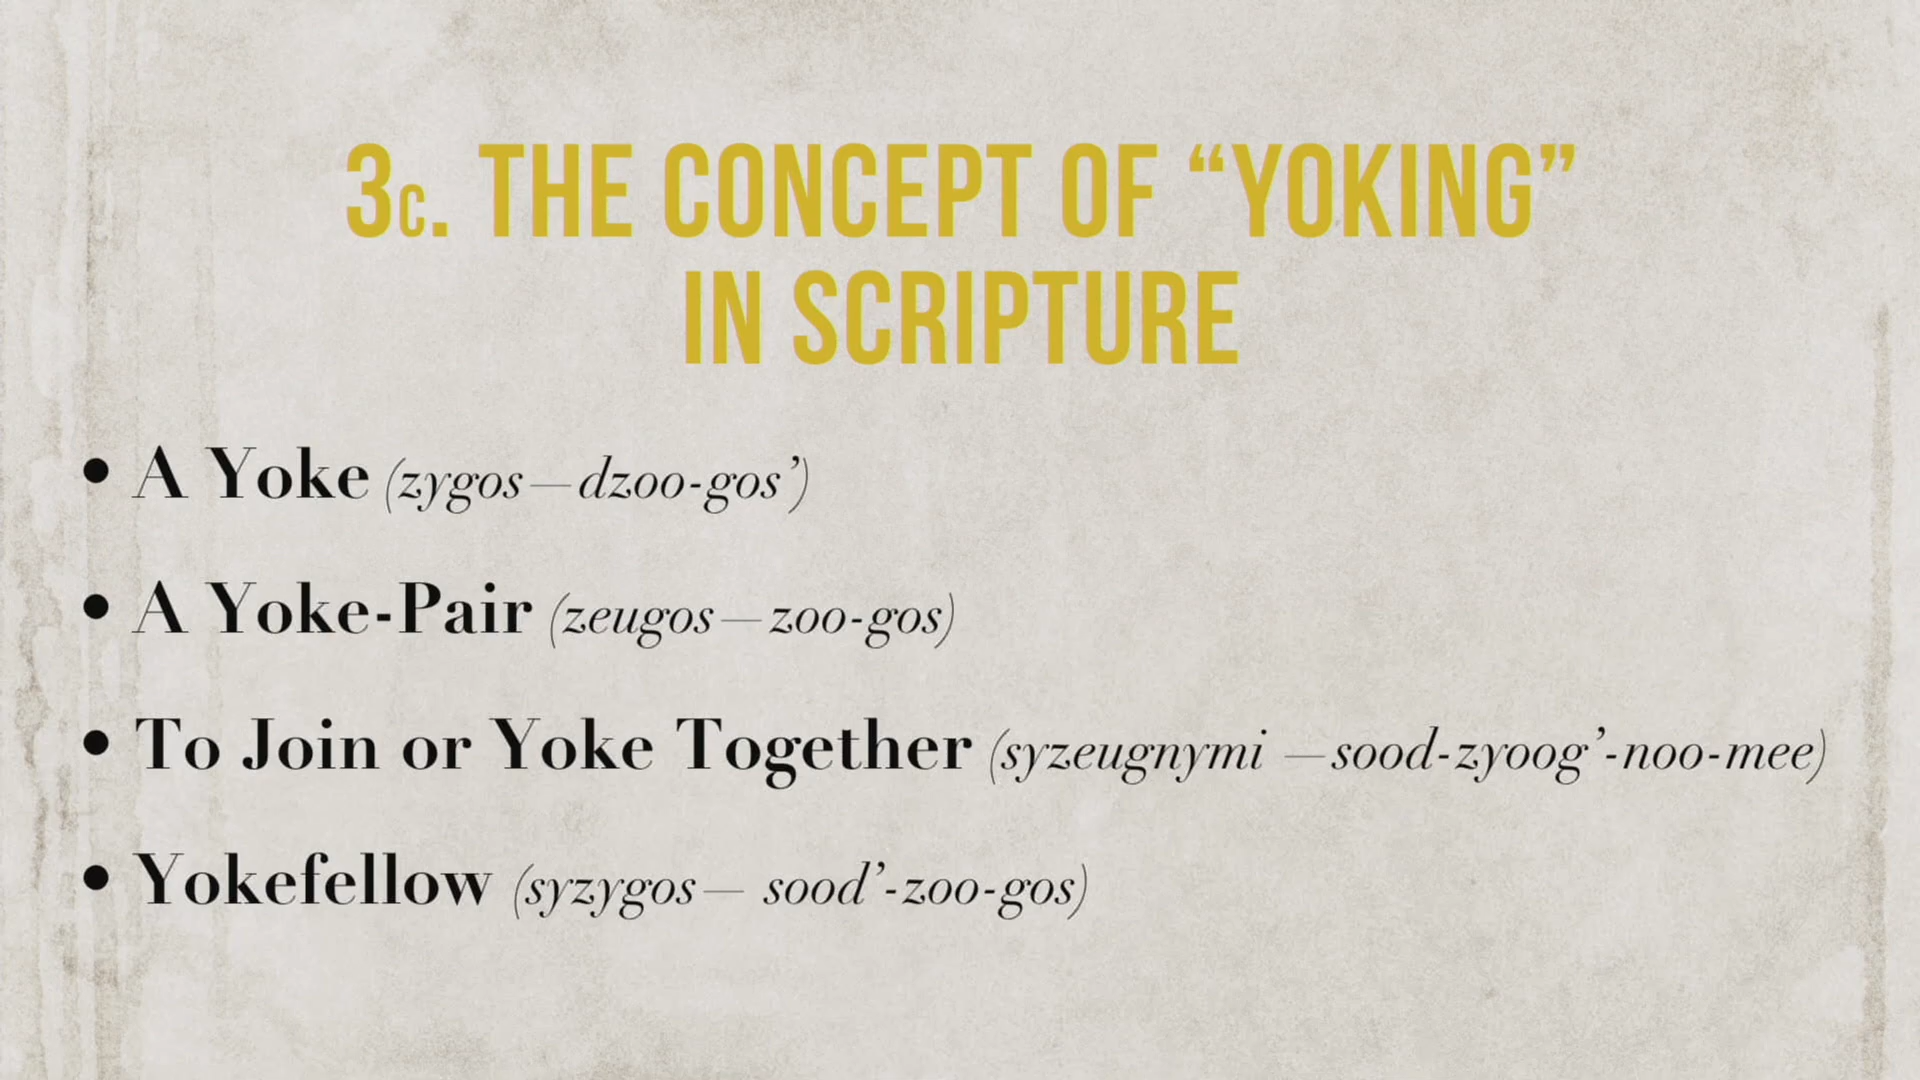 3c. THE CONCEPT OF “YOKING”
IN SCRIPTURE
• A Yoke (zygos—dzoo-gos’)
• A Yoke-Pair (zeugos—zoo-gos)
• To Join or Yoke Together (syzeugnymi —sood-zyoog’-noo-mee)
• Yokefellow (syzygos— sood’-zoo-gos)